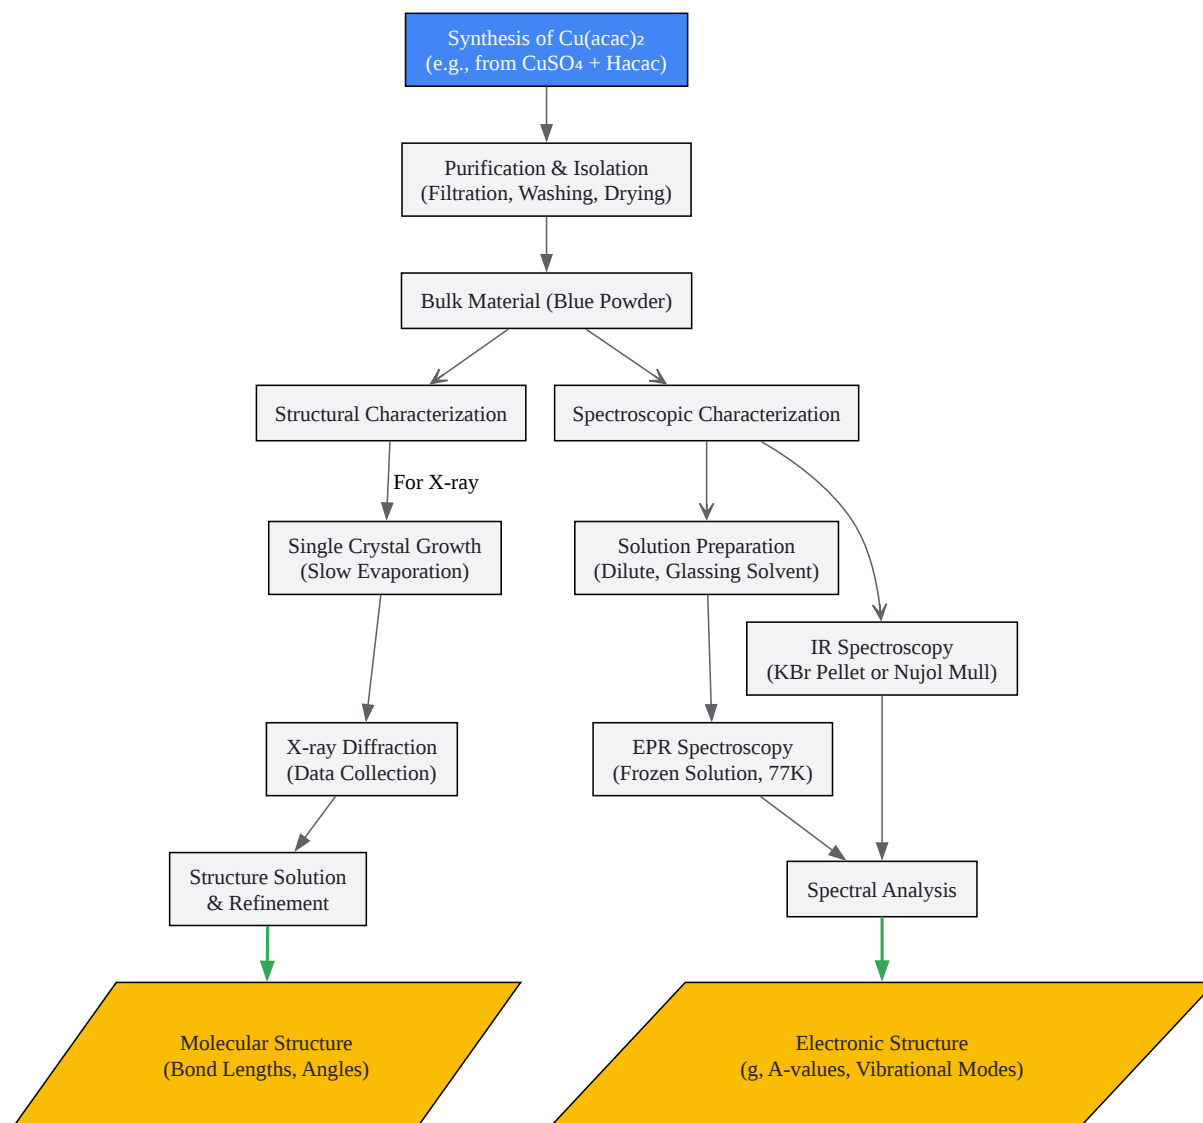 Synthesis of Cu(acac)₂
(e.g., from CuSO₄ + Hacac)
Purification & Isolation
(Filtration, Washing, Drying)
Bulk Material (Blue Powder)
Structural Characterization
Spectroscopic Characterization
For X-ray
Single Crystal Growth
(Slow Evaporation)
Solution Preparation
(Dilute, Glassing Solvent)
IR Spectroscopy
(KBr Pellet or Nujol Mull)
X-ray Diffraction
(Data Collection)
EPR Spectroscopy
(Frozen Solution, 77K)
Structure Solution
& Refinement
Spectral Analysis
Molecular Structure
(Bond Lengths, Angles)
Electronic Structure
(g, A-values, Vibrational Modes)